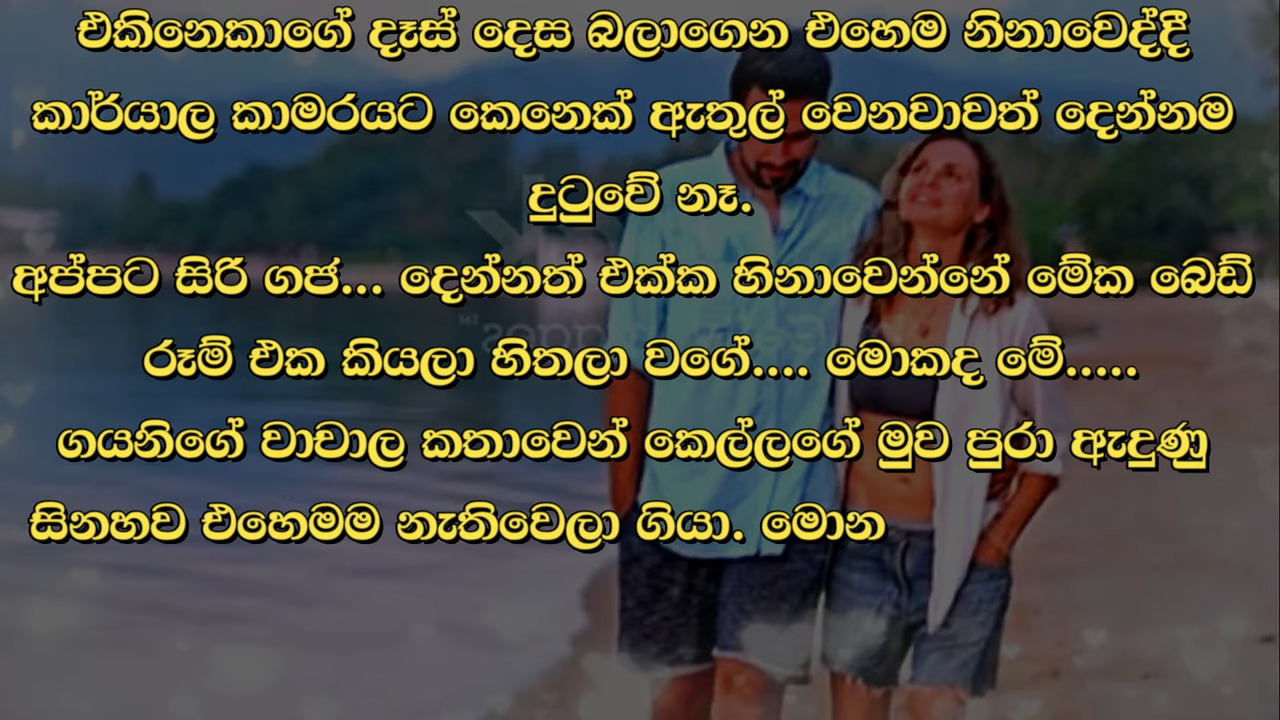 එකිනෙකාගේ දෑස් දෙස බලාගෙන එහෙම නිනාවෙද්දී
කාර්යාල කාමරයට කෙනෙක් ඇතුල් වෙනවාවත් දෙන්නම
දුටුවේ නෑ.
අප්පට සිරි ගජ... දෙන්නත් එක්ක හිනාවෙන්නේ මේක බෙඩ්
රූම් එක කියලා හිතලා වගේ.... මොකද මේ.....
ගයනිගේ වාචාල කතාවෙන් කෙල්ලගේ මුව පුරා ඇදුණු
සිනහව එහෙමම නැතිවෙලා ගියා. මොන